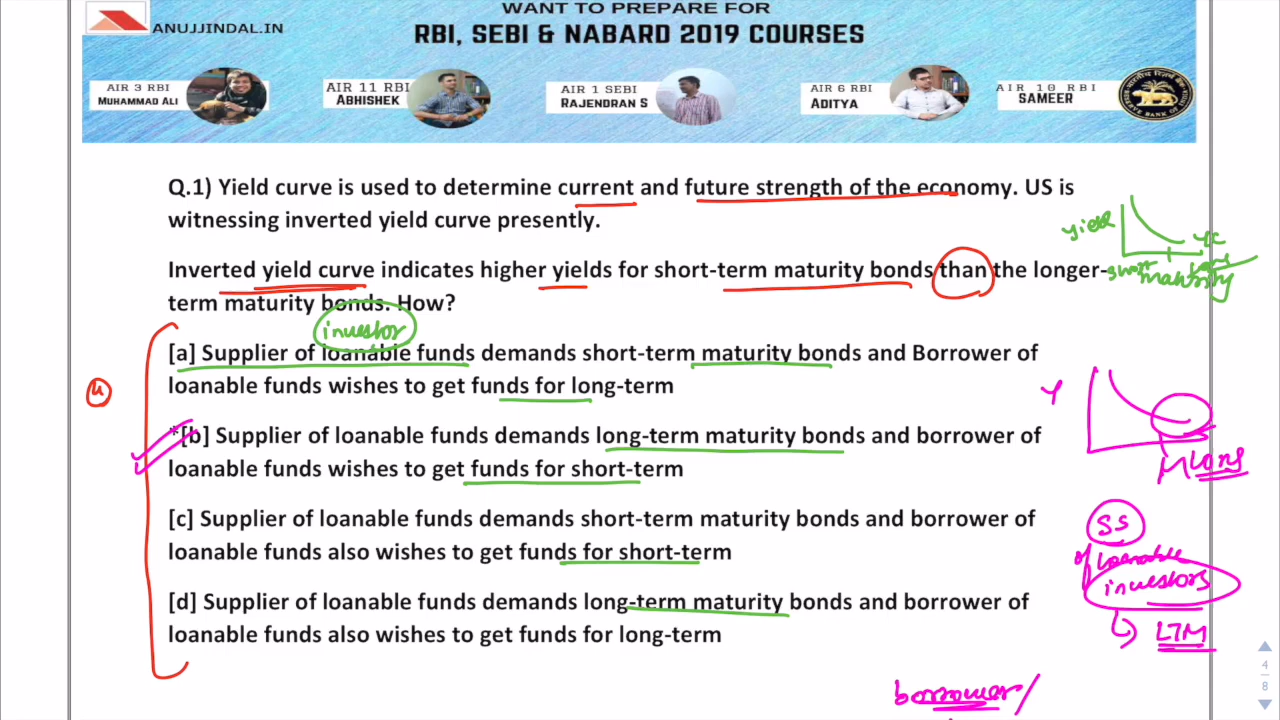 WANT TO PREPARE FOR
ANUJJINDAL.IN
RBI, SEBI & NABARD 2019 COURSES
AIR 3 RBI
MUHAMMAD ALI
AIR 11 RBI
ABHISHEK
AIR 1 SEBI
RAJENDRAN S
AIR 6 RBI
ADITYA
AIR 10 RBI
SAMEER
Q.1) Yield curve is used to determine current and future strength of the economy. US is
witnessing inverted yield curve presently.
yield
YC
short
maturity
Inverted yield curve indicates higher yields for short-term maturity bonds than the longer-
term maturity bonds. How?
investor
[a] Supplier of loanable funds demands short-term maturity bonds and Borrower of
loanable funds wishes to get funds for long-term
Y
*[b] Supplier of loanable funds demands long-term maturity bonds and borrower of
loanable funds wishes to get funds for short-term
M long
[c] Supplier of loanable funds demands short-term maturity bonds and borrower of
loanable funds also wishes to get funds for short-term
SS
of loanable
investors
[d] Supplier of loanable funds demands long-term maturity bonds and borrower of
loanable funds also wishes to get funds for long-term
LTM
borrower/
4
8